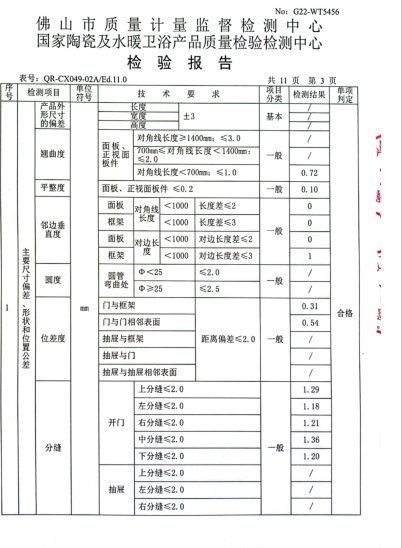 No: G22-WT5456
佛山市质量计量监督检测中心
国家陶瓷及水暖卫浴产品质量检验检测中心
检验报告
表号: QR-CX049-02A/Ed.11.0 共 11 页 第 3 页
序号 检测项目 单位符号 技术要求 项目分类 检测结果 单项判定
1 主要尺寸偏差、形状和位置公差 mm 合格
产品外形尺寸的偏差 长度 ±3 基本 /
宽度 /
高度 /
翘曲度 面板、正视面板件 对角线长度≥1400mm: ≤3.0 一般 /
700mm≤对角线长度<1400mm: ≤2.0 /
对角线长度<700mm: ≤1.0 0.72
平整度 面板、正视面板件 ≤0.2 一般 0.10
邻边垂直度 面板 对角线长度 <1000 长度差≤2 一般 0
框架 <1000 长度差≤3 0
面板 对边长度 <1000 对边长度差≤2 0
框架 <1000 对边长度差≤3 1
圆度 圆管弯曲处 Φ<25 ≤2.0 一般 /
Φ≥25 ≤2.5 /
位差度 门与框架 距离偏差≤2.0 一般 0.31
门与门相邻表面 0.54
抽屉与框架 /
抽屉与门 /
抽屉与抽屉相邻表面 /
分缝 开门 上分缝≤2.0 一般 1.29
左分缝≤2.0 1.18
右分缝≤2.0 1.21
中分缝≤2.0 1.36
下分缝≤2.0 1.20
抽屉 上分缝≤2.0 /
左分缝≤2.0 /
右分缝≤2.0 /